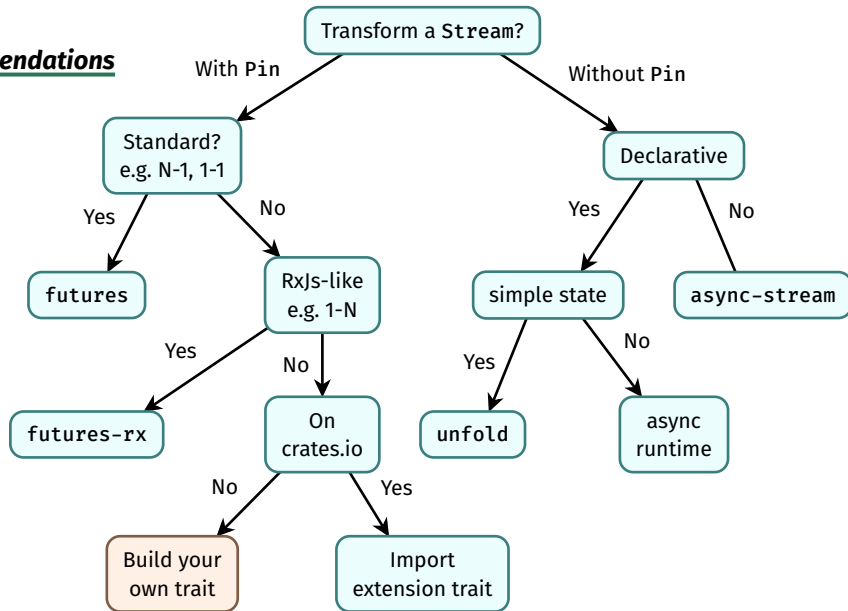 Transform a Stream?
endations
With Pin
Without Pin
Standard?
e.g. N-1, 1-1
Declarative
Yes
No
Yes
No
futures
RxJs-like
e.g. 1-N
simple state
async-stream
Yes
No
Yes
No
futures-rx
On
crates.io
unfold
async
runtime
No
Yes
Build your
own trait
Import
extension trait